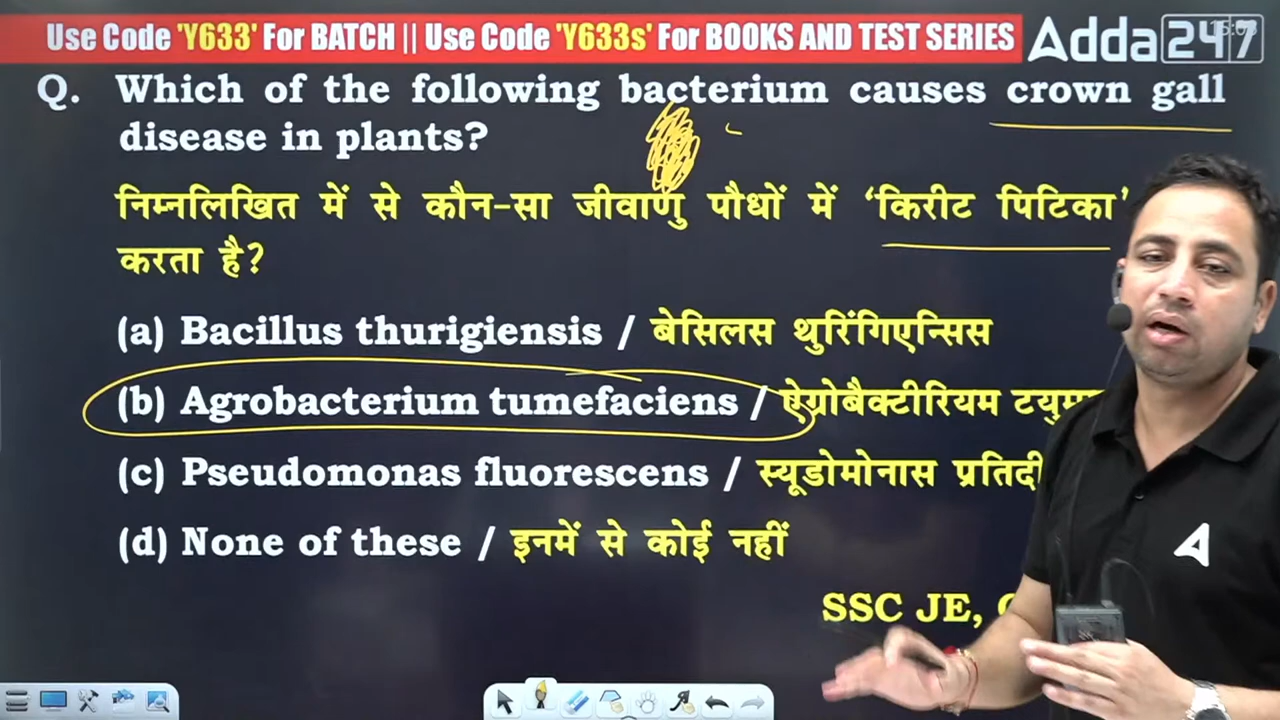 Use Code 'Y633' For BATCH || Use Code 'Y633s' For BOOKS AND TEST SERIES
Adda 247
Q. Which of the following bacterium causes crown gall
disease in plants?
निम्नलिखित में से कौन-सा जीवाणु पौधों में 'किरीट पिटिका'
करता है?
(a) Bacillus thurigiensis / बेसिलस थुरिंगिएन्सिस
(b) Agrobacterium tumefaciens / ऐग्रोबैक्टीरियम
(c) Pseudomonas fluorescens / स्यूडोमोनास
(d) None of these / इनमें से कोई नहीं
SSC JE,